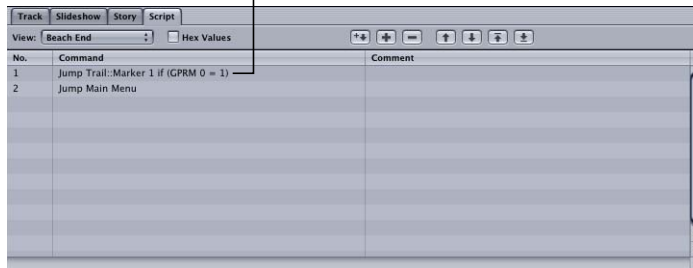 Track Slideshow Story Script
View: Beach End Hex Values
No. Command Comment
1 Jump Trail::Marker 1 if (GPRM 0 = 1)
2 Jump Main Menu